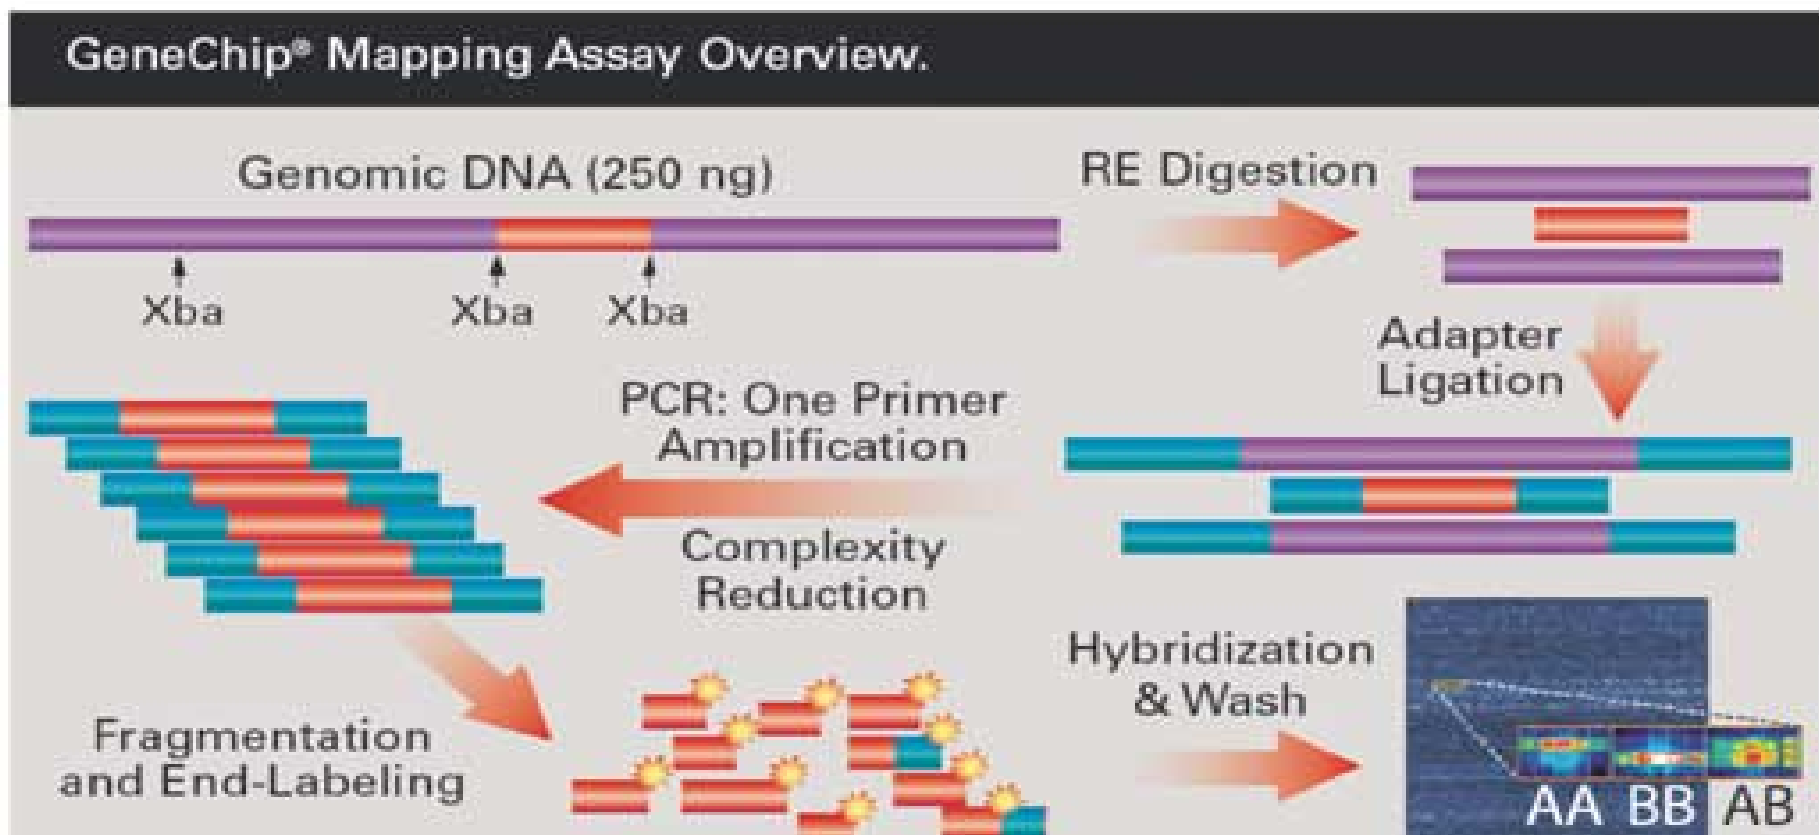 GeneChip® Mapping Assay Overview.
Genomic DNA (250 ng)
Xba
Xba
Xba
RE Digestion
Adapter
Ligation
PCR: One Primer
Amplification
Complexity
Reduction
Fragmentation
and End-Labeling
Hybridization
& Wash
AA BB AB